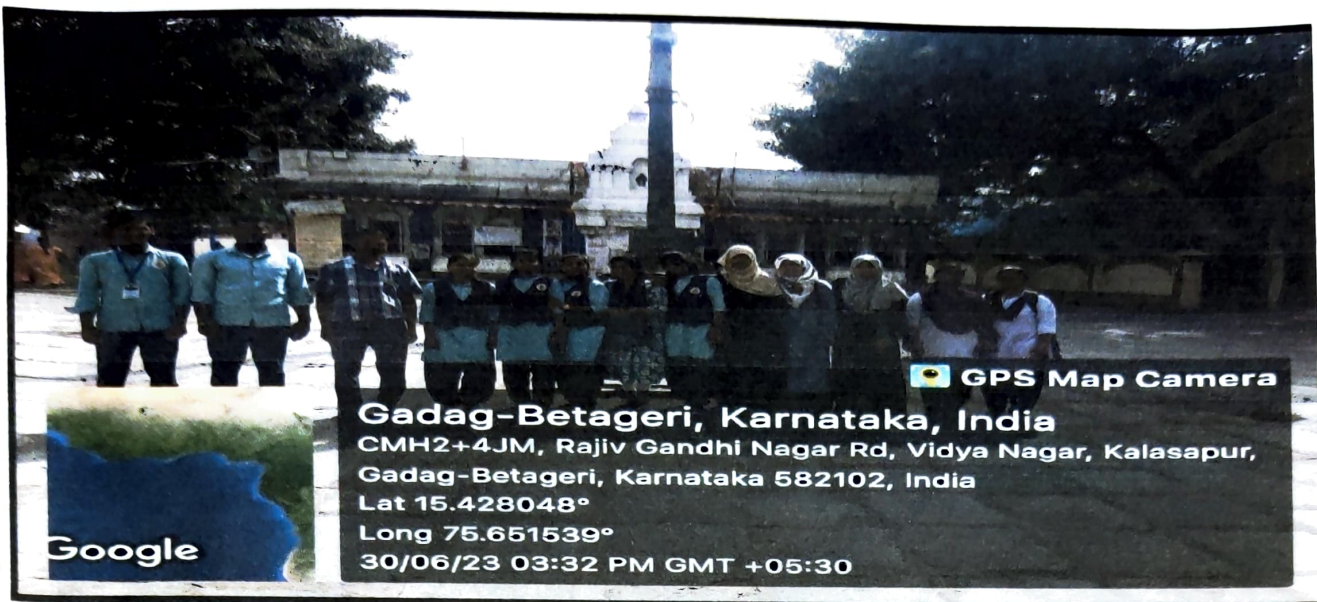 GPS Map Camera
Gadag-Betageri, Karnataka, India
CMH2+4JM, Rajiv Gandhi Nagar Rd, Vidya Nagar, Kalasapur,
Gadag-Betageri, Karnataka 582102, India
Lat 15.428048°
Long 75.651539°
30/06/23 03:32 PM GMT +05:30
Google